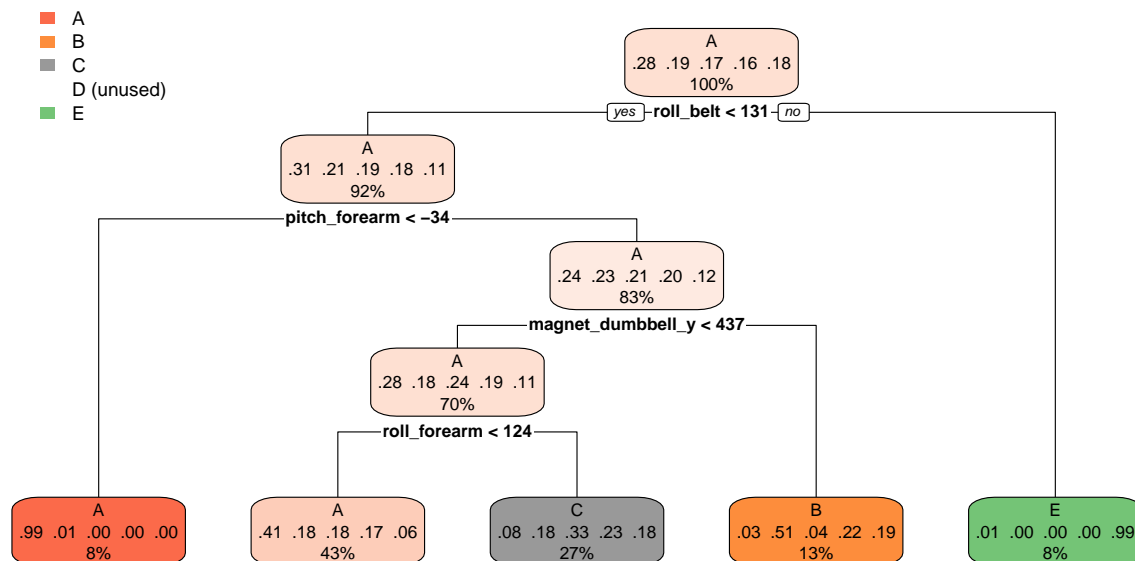 A
B
C
D (unused)
E
A
.28 .19 .17 .16 .18
100%
yes roll_belt < 131 no
A
.31 .21 .19 .18 .11
92%
pitch_forearm < −34
A
.24 .23 .21 .20 .12
83%
magnet_dumbbell_y < 437
A
.28 .18 .24 .19 .11
70%
roll_forearm < 124
A
.99 .01 .00 .00 .00
8%
A
.41 .18 .18 .17 .06
43%
C
.08 .18 .33 .23 .18
27%
B
.03 .51 .04 .22 .19
13%
E
.01 .00 .00 .00 .99
8%